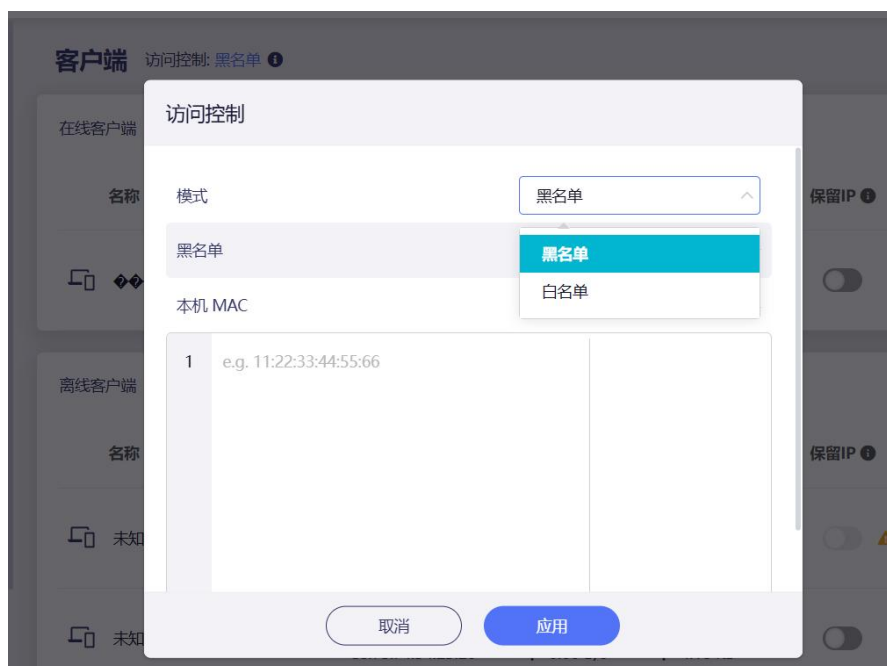 客户端 访问控制: 黑名单
访问控制
在线客户端
名称 模式 黑名单 保留IP
黑名单 黑名单
白名单
本机 MAC
1 e.g. 11:22:33:44:55:66
离线客户端
名称 保留IP
未知
取消 应用
未知